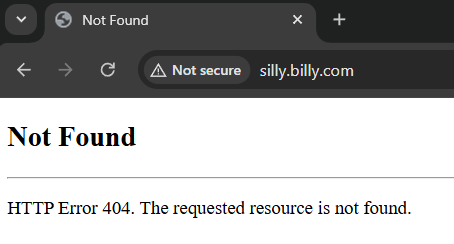 Not Found
Not secure silly.billy.com
Not Found
HTTP Error 404. The requested resource is not found.